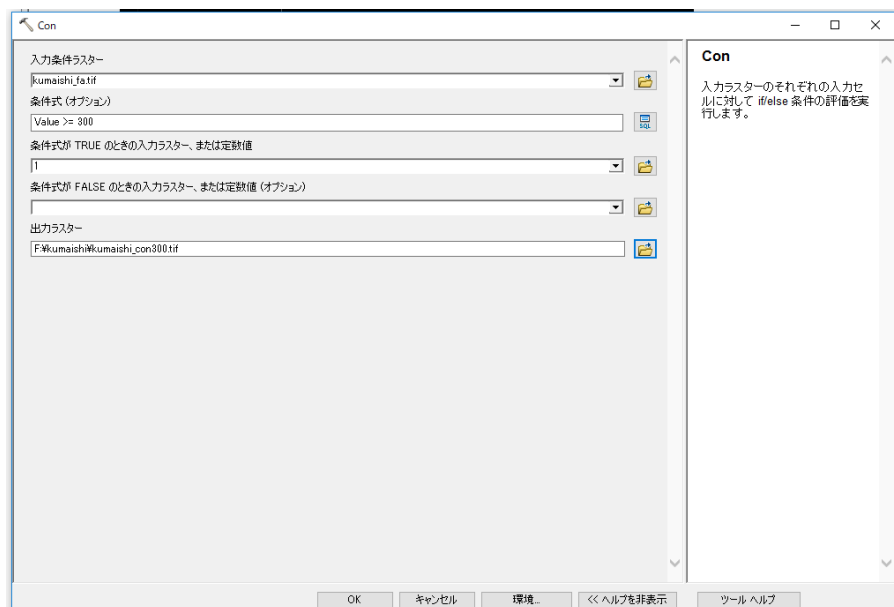 Con
入力条件ラスター
kumaishi_fa.tif
条件式 (オプション)
Value >= 300
SQL
条件式が TRUE のときの入力ラスター、または定数値
1
条件式が FALSE のときの入力ラスター、または定数値 (オプション)
出力ラスター
F:¥kumaishi¥kumaishi_con300.tif
Con
入力ラスターのそれぞれの入力セ
ルに対して if/else 条件の評価を実
行します。
OK
キャンセル
環境...
<< ヘルプを非表示
ツール ヘルプ